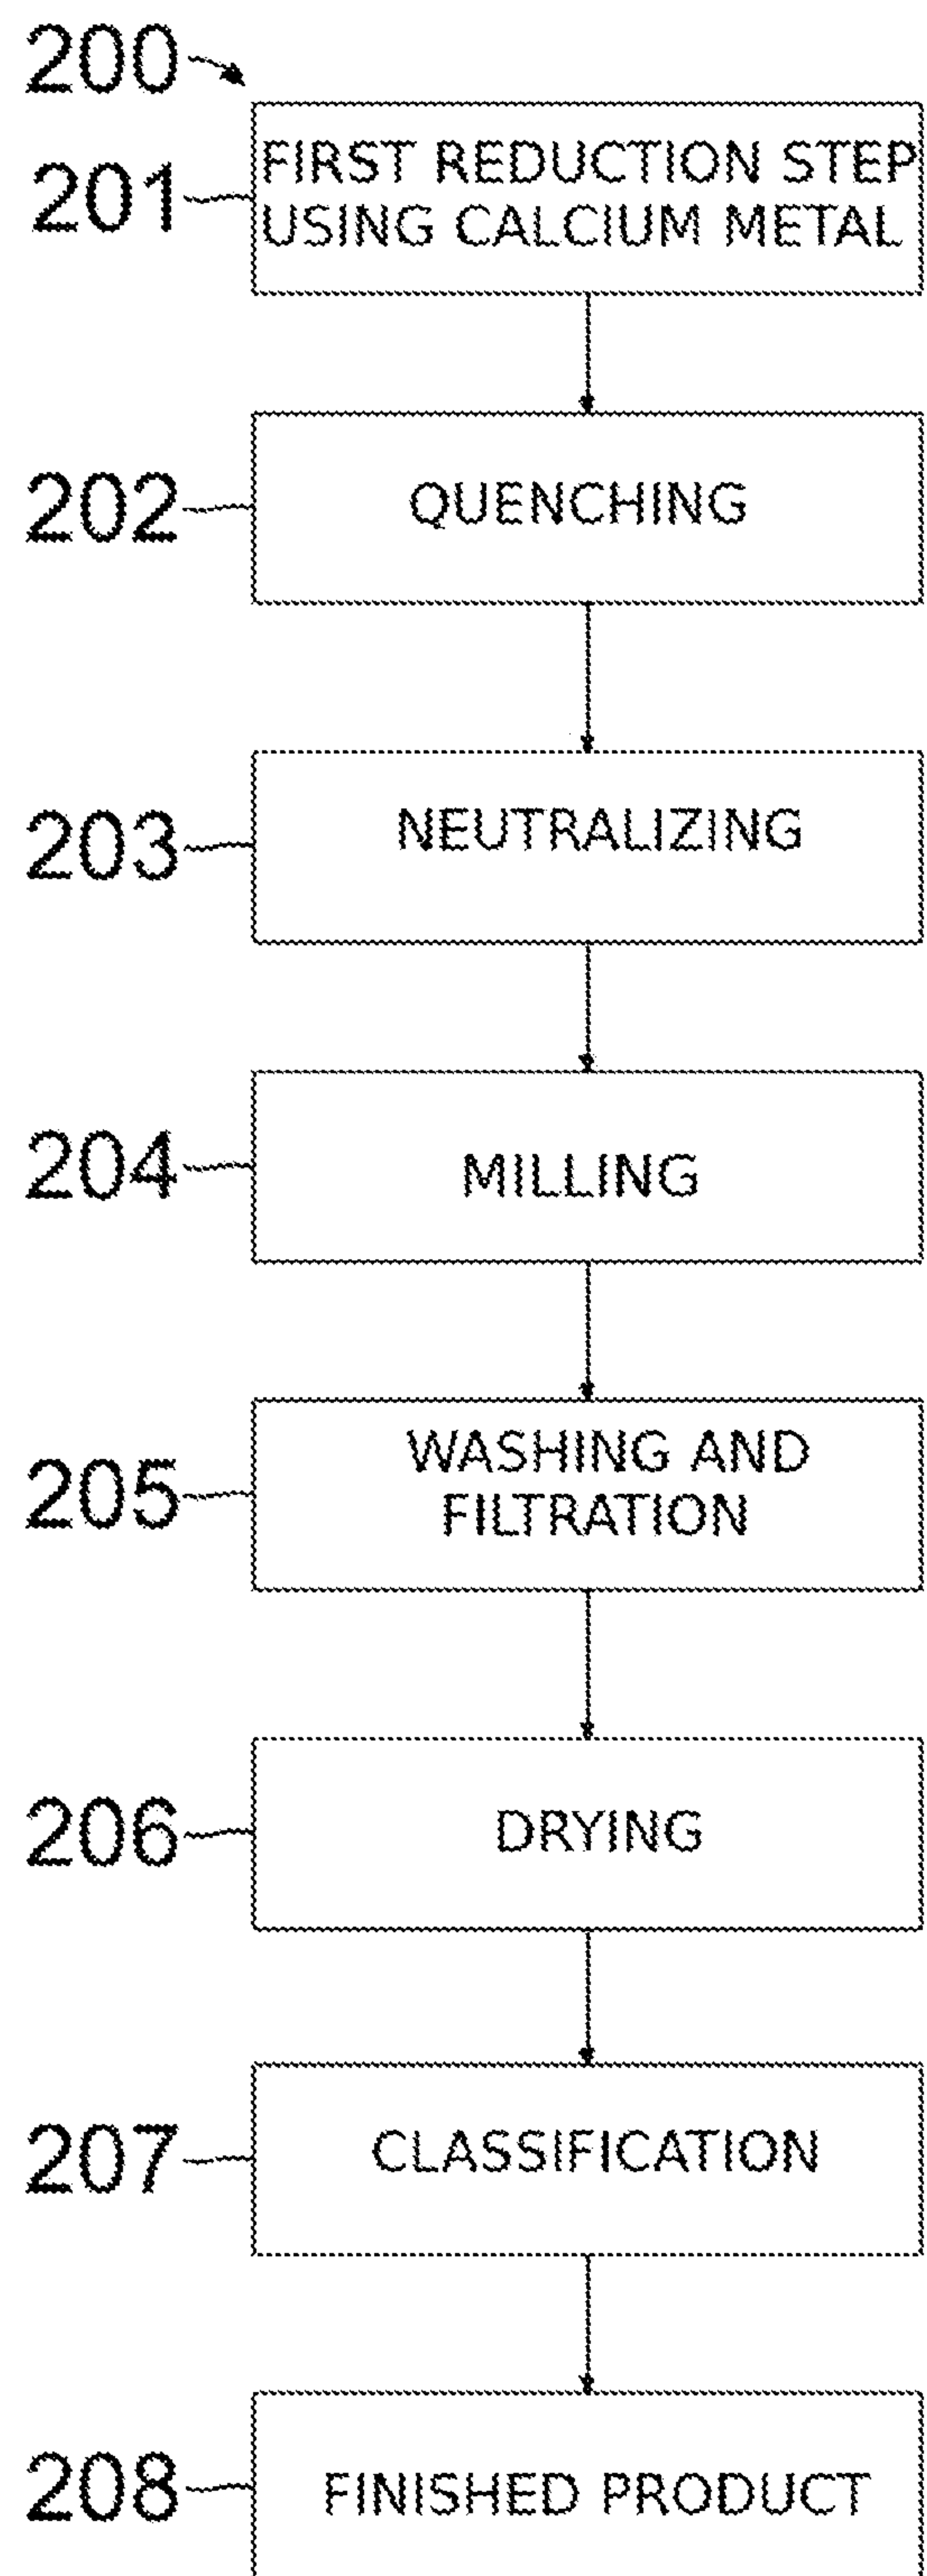 200
201
FIRST REDUCTION STEP
USING CALCIUM METAL
202
QUENCHING
203
NEUTRALIZING
204
MILLING
205
WASHING AND
FILTRATION
206
DRYING
207
CLASSIFICATION
208
FINISHED PRODUCT